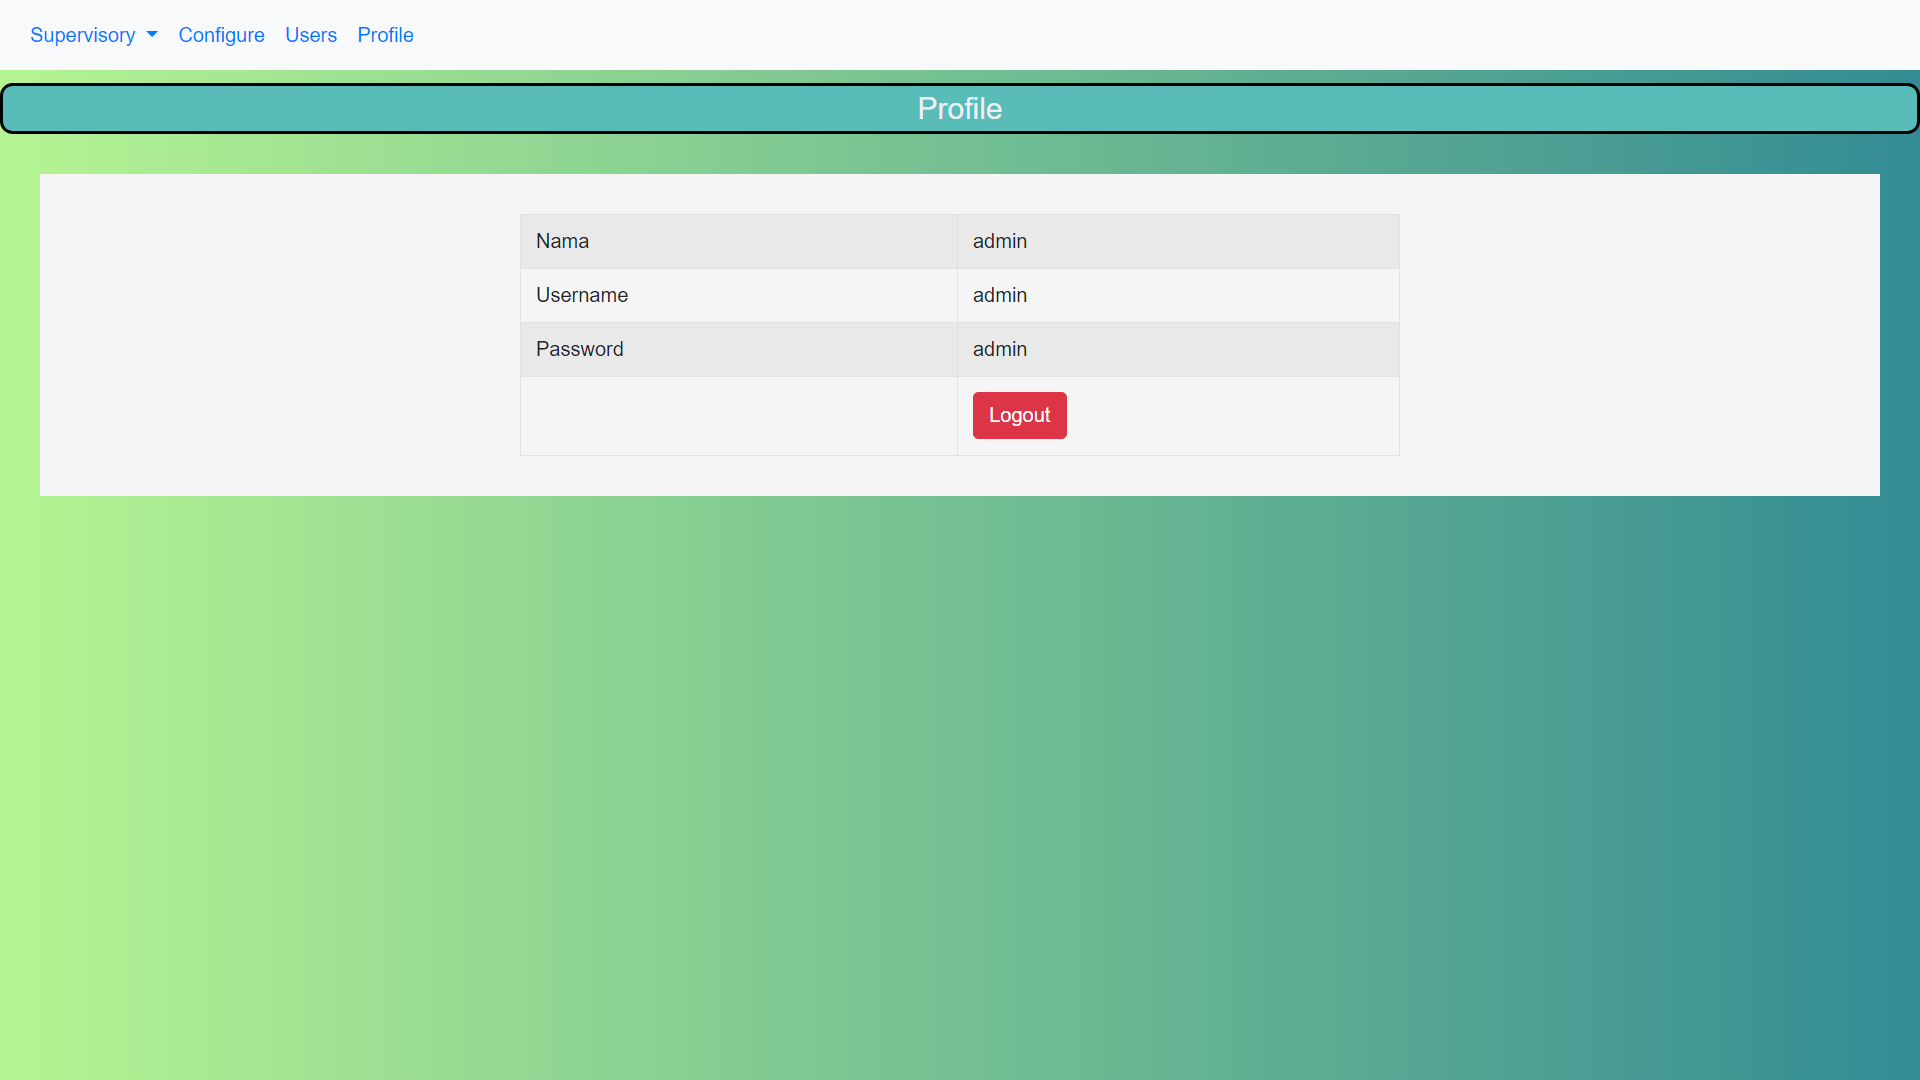 Supervisory Configure Users Profile
Profile
Nama admin
Username admin
Password admin
Logout